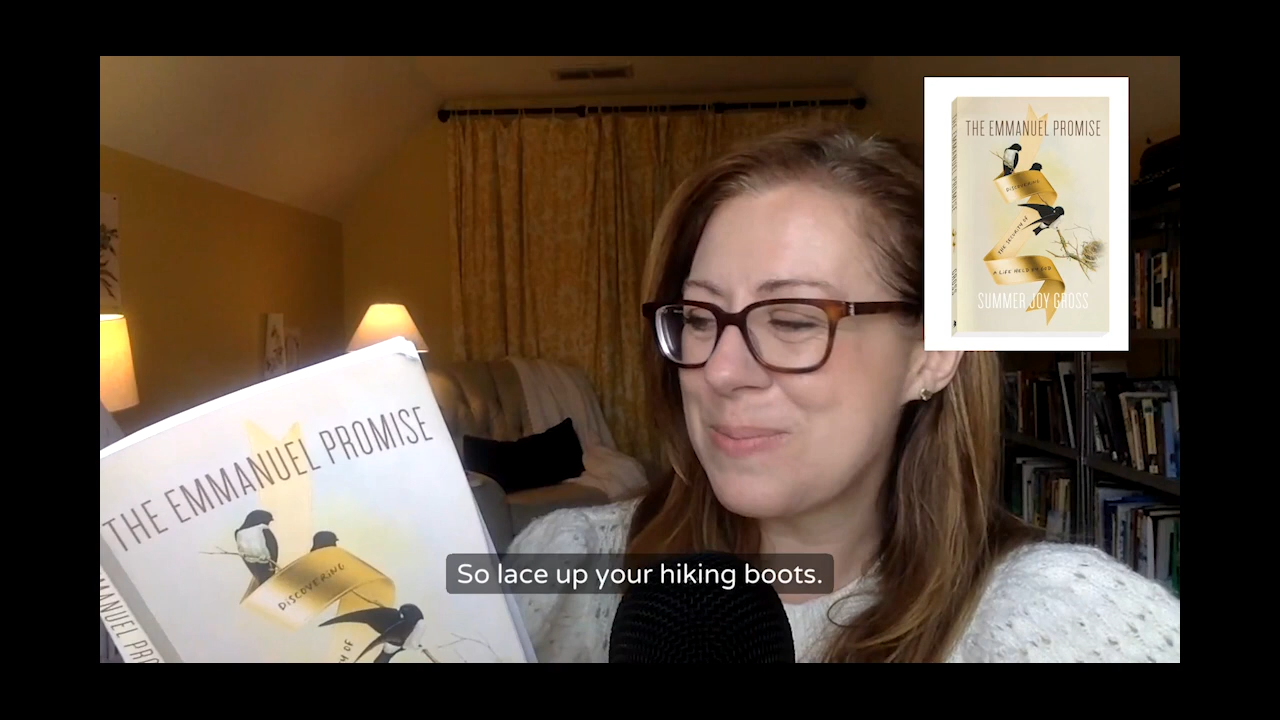 THE EMMANUEL PROMISE
DISCOVERING
THE SECURITY OF
A LIFE HELD BY GOD
SUMMER JOY GROSS
THE EMMANUEL PROMISE
DISCOVERING
So lace up your hiking boots.